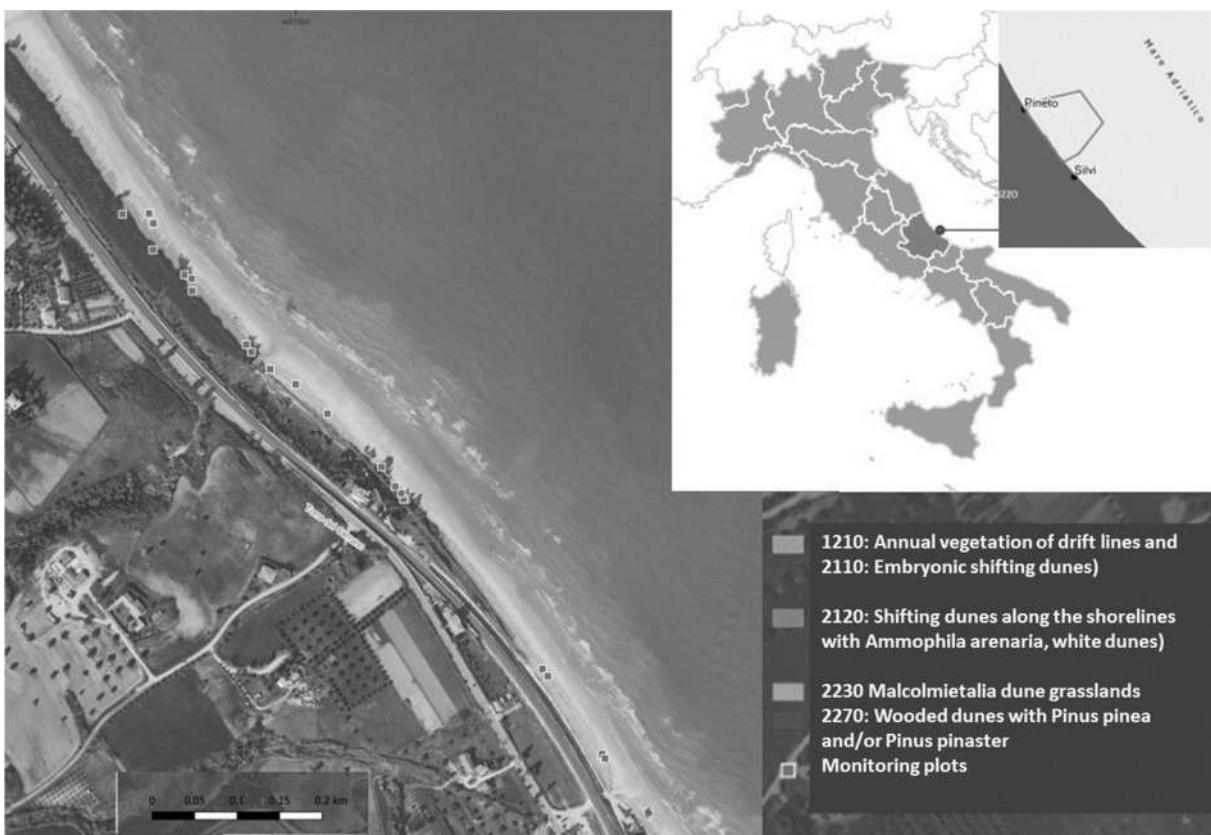 Mare Adriatico
Pineto
Silvi
IZZO
1210: Annual vegetation of drift lines and
2110: Embryonic shifting dunes)
2120: Shifting dunes along the shorelines
with Ammophila arenaria, white dunes)
2230 Malcolmietalia dune grasslands
2270: Wooded dunes with Pinus pinea
and/or Pinus pinaster
Monitoring plots
0 0.05 0.1 0.15 0.2 km